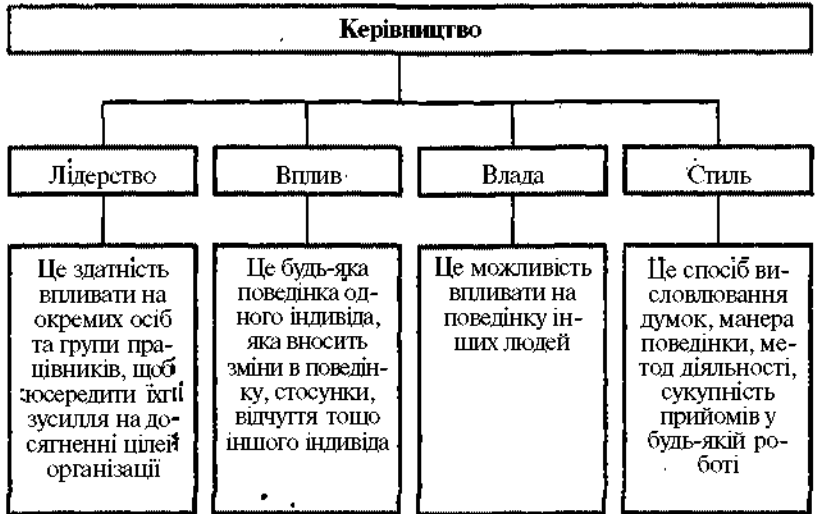 Керівництво
Лідерство
Вплив
Влада
Стиль
Це здатність
впливати на
окремих осіб
та групи пра-
цівників, щоб
зосередити їхні
зусилля на до-
сягненні цілей
організації
Це будь-яка
поведінка од-
ного індивіда,
яка вносить
зміни в поведін-
ку, стосунки,
відчуття тощо
іншого індивіда
Це можливість
впливати на
поведінку ін-
ших людей
Це спосіб ви-
словлювання
думок, манера
поведінки, ме-
тод діяльності,
сукупність
прийомів у
будь-якій ро-
боті